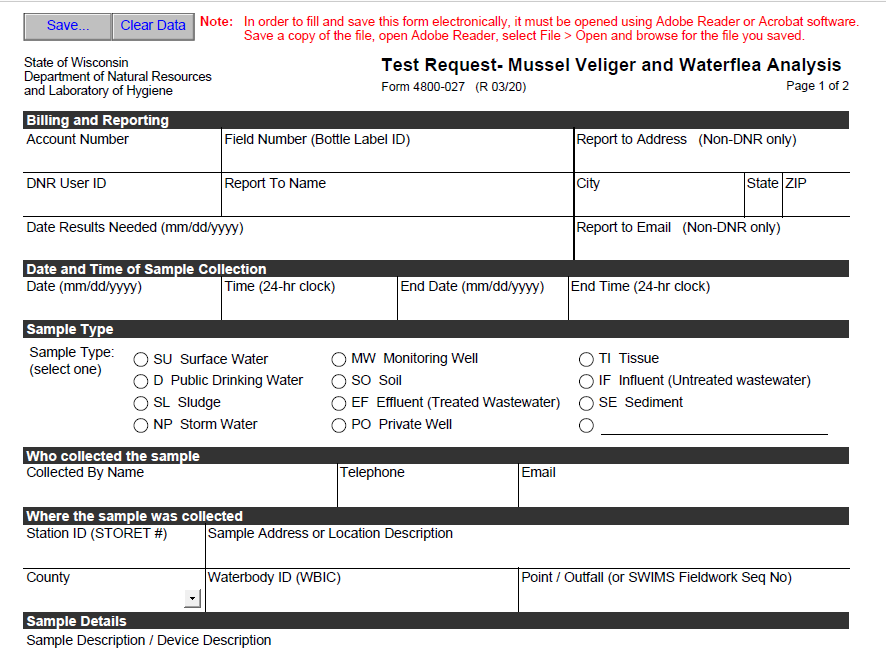 Save...
Clear Data
Note: In order to fill and save this form electronically, it must be opened using Adobe Reader or Acrobat software.
Save a copy of the file, open Adobe Reader, select File > Open and browse for the file you saved.
State of Wisconsin
Department of Natural Resources
and Laboratory of Hygiene
Test Request- Mussel Veliger and Waterflea Analysis
Form 4800-027 (R 03/20)
Page 1 of 2
Billing and Reporting
Account Number
Field Number (Bottle Label ID)
Report to Address (Non-DNR only)
DNR User ID
Report To Name
City
State
ZIP
Date Results Needed (mm/dd/yyyy)
Report to Email (Non-DNR only)
Date and Time of Sample Collection
Date (mm/dd/yyyy)
Time (24-hr clock)
End Date (mm/dd/yyyy)
End Time (24-hr clock)
Sample Type
Sample Type:
(select one)
SU Surface Water
MW Monitoring Well
TI Tissue
D Public Drinking Water
SO Soil
IF Influent (Untreated wastewater)
SL Sludge
EF Effluent (Treated Wastewater)
SE Sediment
NP Storm Water
PO Private Well
Who collected the sample
Collected By Name
Telephone
Email
Where the sample was collected
Station ID (STORET #)
Sample Address or Location Description
County
Waterbody ID (WBIC)
Point / Outfall (or SWIMS Fieldwork Seq No)
Sample Details
Sample Description / Device Description